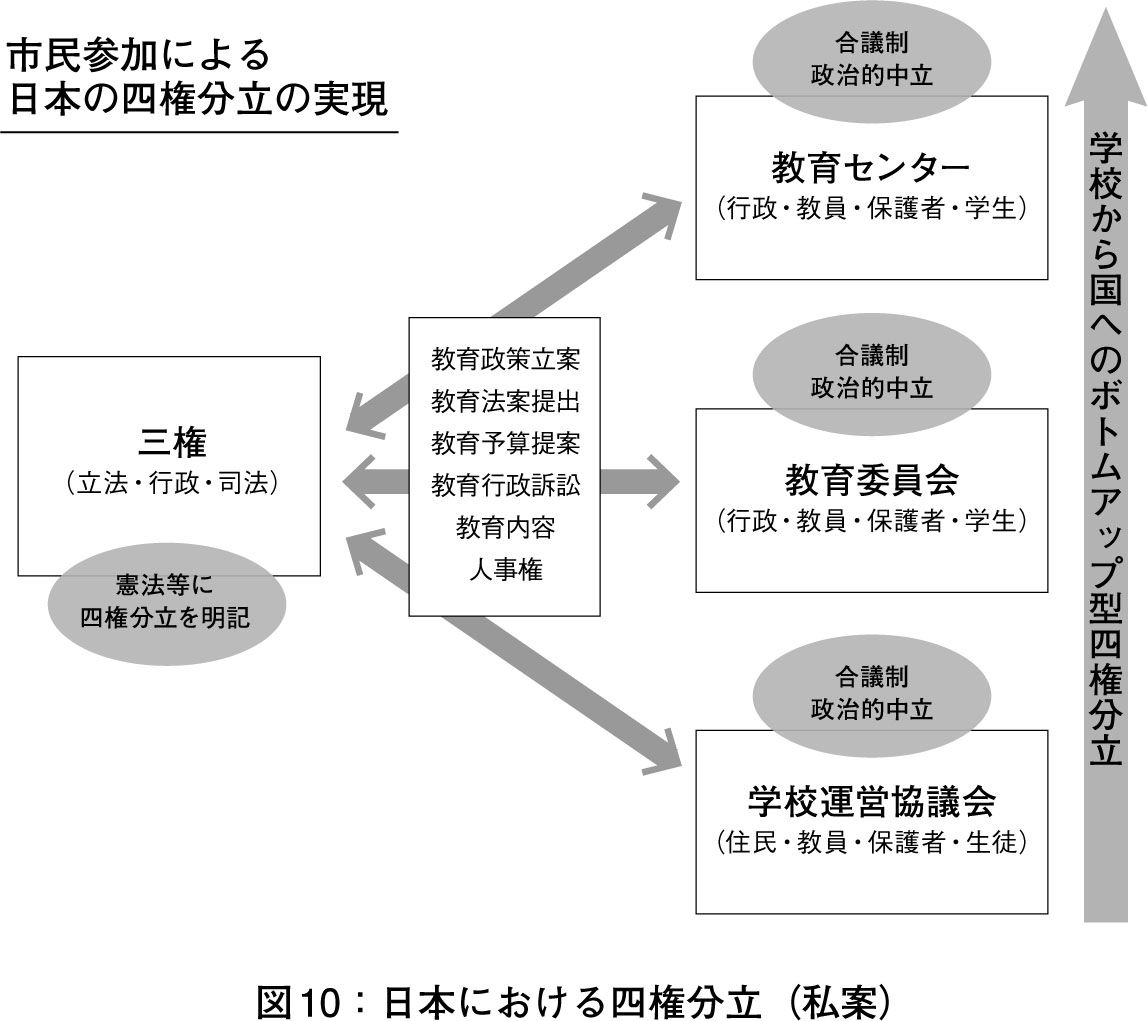 市民参加による
日本の四権分立の実現
合議制
政治的中立
教育センター
（行政・教員・保護者・学生）
三権
（立法・行政・司法）
憲法等に
四権分立を明記
教育政策立案
教育法案提出
教育予算提案
教育行政訴訟
教育内容
人事権
合議制
政治的中立
教育委員会
（行政・教員・保護者・学生）
合議制
政治的中立
学校運営協議会
（住民・教員・保護者・生徒）
学校から国へのボトムアップ型四権分立
図10：日本における四権分立（私案）